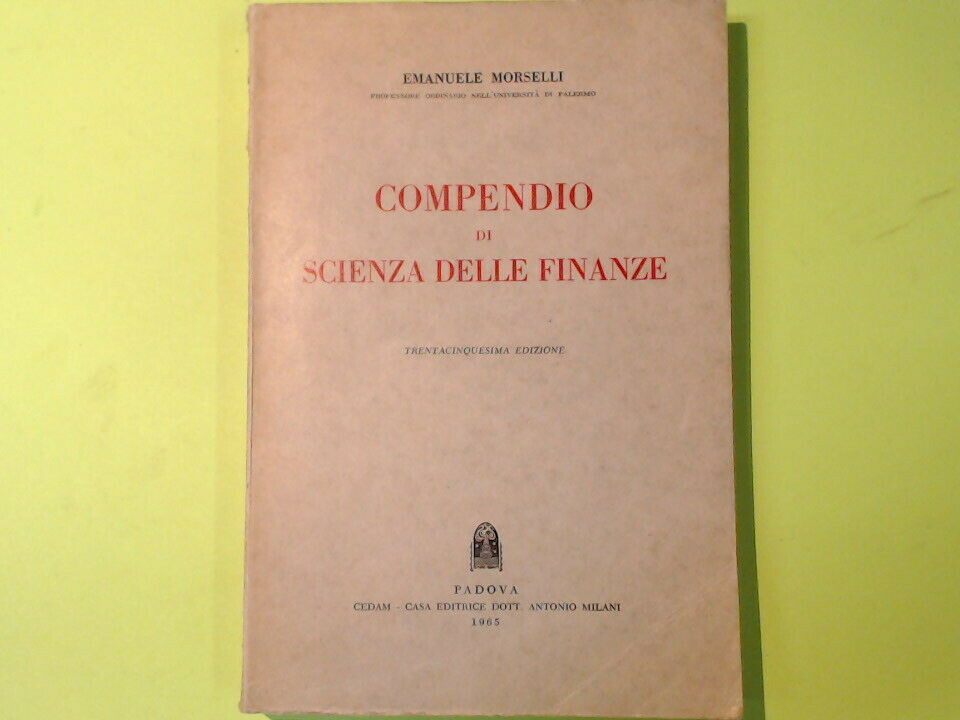 EMANUELE MORSELLI
PROFESSORE ORDINARIO NELL'UNIVERSITÀ DI PALERMO
COMPENDIO
DI
SCIENZA DELLE FINANZE
TRENTACINQUESIMA EDIZIONE
PADOVA
CEDAM - CASA EDITRICE DOTT. ANTONIO MILANI
1965